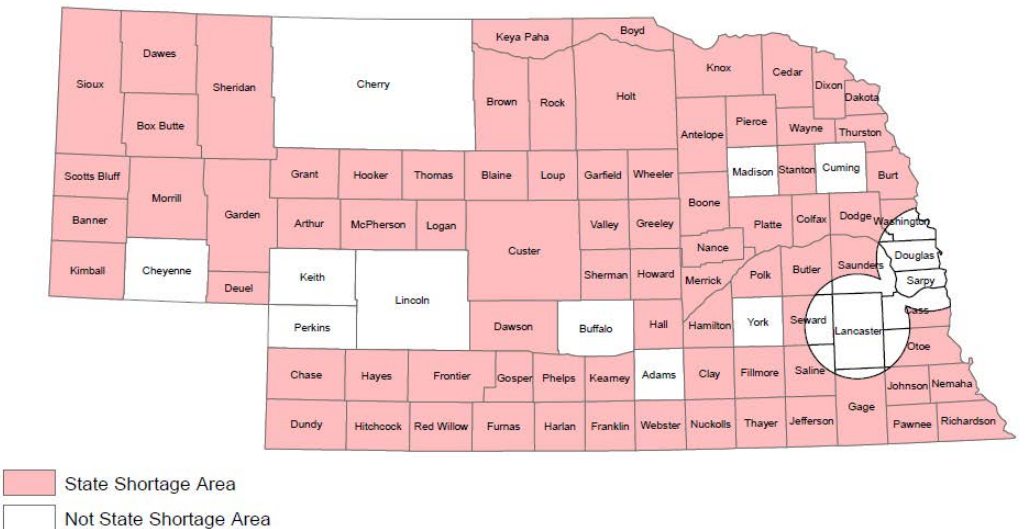 Keya Paha
Boyd
Dawes
Sioux
Sheridan
Cherry
Knox
Cedar
Dixon
Dakota
Brown
Rock
Holt
Box Butte
Antelope
Pierce
Wayne
Thurston
Scotts Bluff
Grant
Hooker
Thomas
Blaine
Loup
Garfield
Wheeler
Madison
Stanton
Cuming
Burt
Morrill
Garden
Boone
Banner
Arthur
McPherson
Logan
Custer
Valley
Greeley
Platte
Colfax
Dodge
Washington
Nance
Kimball
Cheyenne
Deuel
Keith
Lincoln
Sherman
Howard
Merrick
Polk
Butler
Saunders
Douglas
Sarpy
Perkins
Dawson
Buffalo
Hall
Hamilton
York
Seward
Lancaster
Cass
Otoe
Chase
Hayes
Frontier
Gosper
Phelps
Kearney
Adams
Clay
Fillmore
Saline
Johnson
Nemaha
Gage
Dundy
Hitchcock
Red Willow
Furnas
Harlan
Franklin
Webster
Nuckolls
Thayer
Jefferson
Pawnee
Richardson
State Shortage Area
Not State Shortage Area